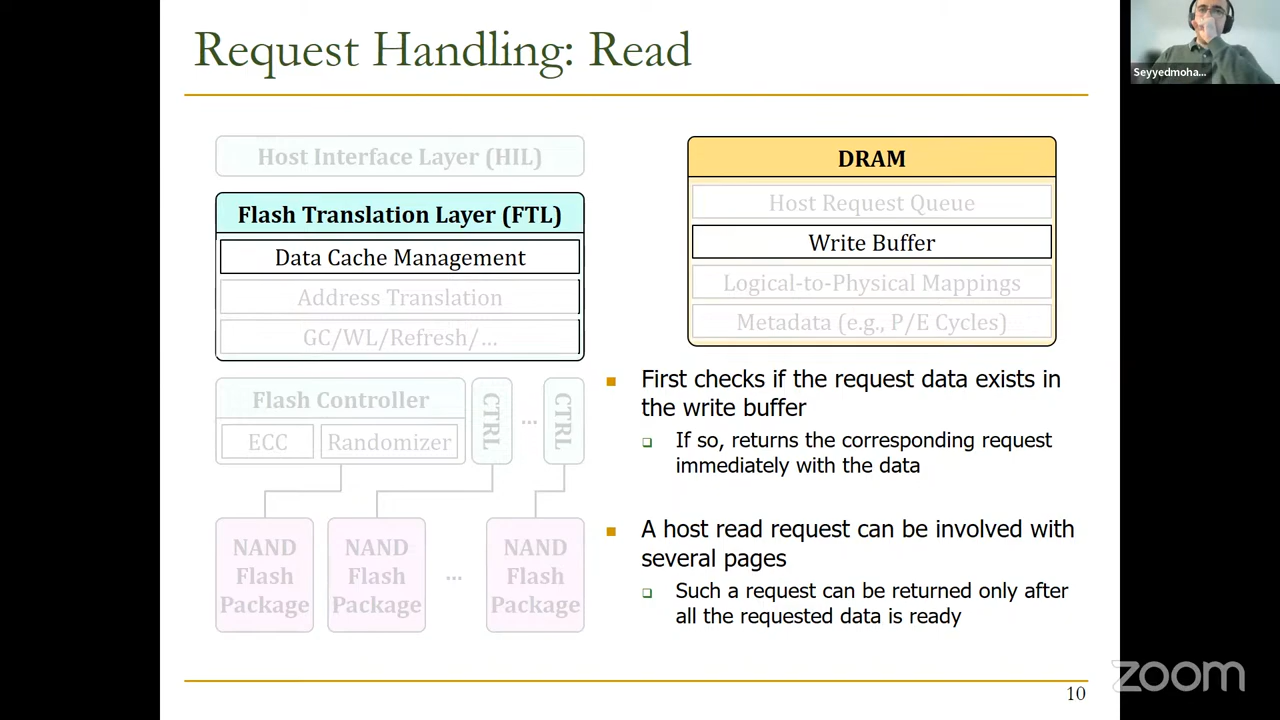 Request Handling: Read
Seyyedmoha...
Host Interface Layer (HIL)
Flash Translation Layer (FTL)
Data Cache Management
Address Translation
GC/WL/Refresh/...
Flash Controller
ECC
Randomizer
CTRL
...
CTRL
NAND
Flash
Package
NAND
Flash
Package
...
NAND
Flash
Package
DRAM
Host Request Queue
Write Buffer
Logical-to-Physical Mappings
Metadata (e.g., P/E Cycles)
First checks if the request data exists in
the write buffer
If so, returns the corresponding request
immediately with the data
A host read request can be involved with
several pages
Such a request can be returned only after
all the requested data is ready
zoom
10